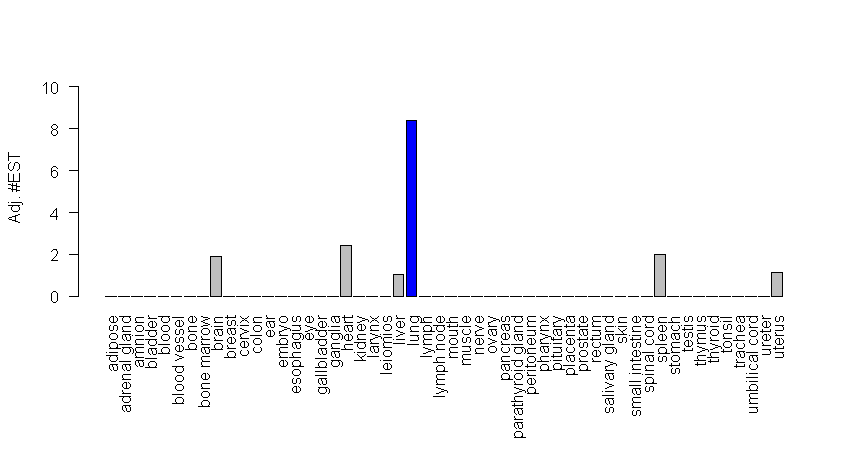 Adj. #EST
10
8
6
4
2
0
adipose
adrenal gland
amnion
bladder
blood
blood vessel
bone
bone marrow
brain
breast
cervix
colon
ear
embryo
esophagus
eye
gallbladder
ganglia
heart
kidney
larynx
leiomios
liver
lung
lymph
lymph node
mouth
muscle
nerve
ovary
pancreas
parathyroid gland
peritoneum
pharynx
pituitary
placenta
prostate
rectum
salivary gland
skin
small intestine
spinal cord
spleen
stomach
testis
thymus
thyroid
tonsil
trachea
umbilical cord
ureter
uterus